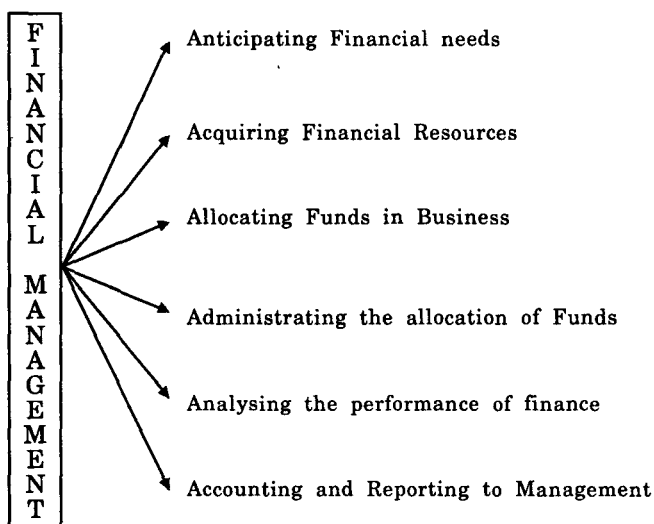 FINANCIAL MANAGEMENT
Anticipating Financial needs
Acquiring Financial Resources
Allocating Funds in Business
Administrating the allocation of Funds
Analysing the performance of finance
Accounting and Reporting to Management